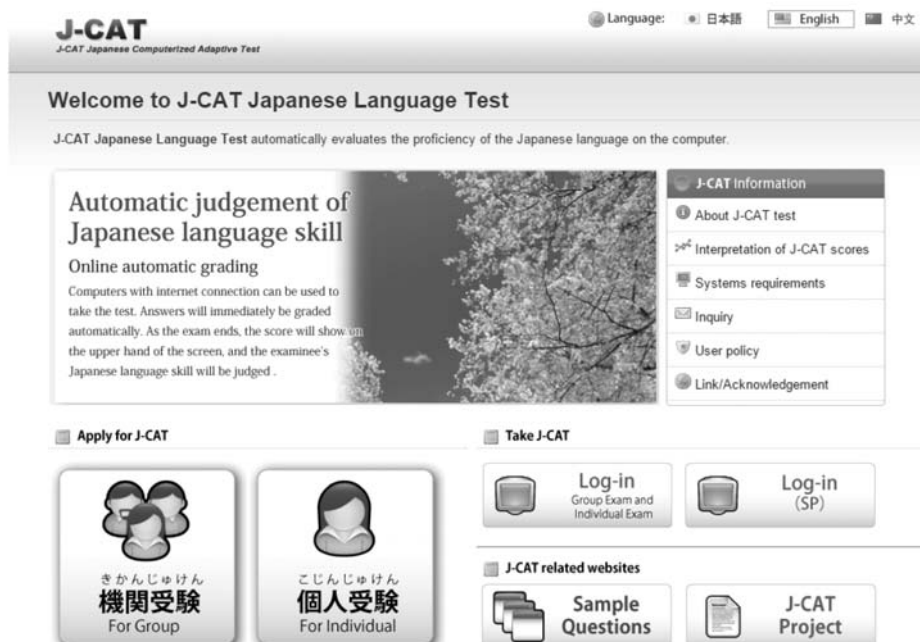 J-CAT
J-CAT Japanese Computerized Adaptive Test
Language: 日本語 English 中文
Welcome to J-CAT Japanese Language Test
J-CAT Japanese Language Test automatically evaluates the proficiency of the Japanese language on the computer.
Automatic judgement of
Japanese language skill
Online automatic grading
Computers with internet connection can be used to
take the test. Answers will immediately be graded
automatically. As the exam ends, the score will show on
the upper hand of the screen, and the examinee's
Japanese language skill will be judged .
J-CAT Information
About J-CAT test
Interpretation of J-CAT scores
Systems requirements
Inquiry
User policy
Link/Acknowledgement
Apply for J-CAT
きかんじゅけん
機関受験
For Group
こじんじゅけん
個人受験
For Individual
Take J-CAT
Log-in
Group Exam and
Individual Exam
Log-in
(SP)
J-CAT related websites
Sample
Questions
J-CAT
Project